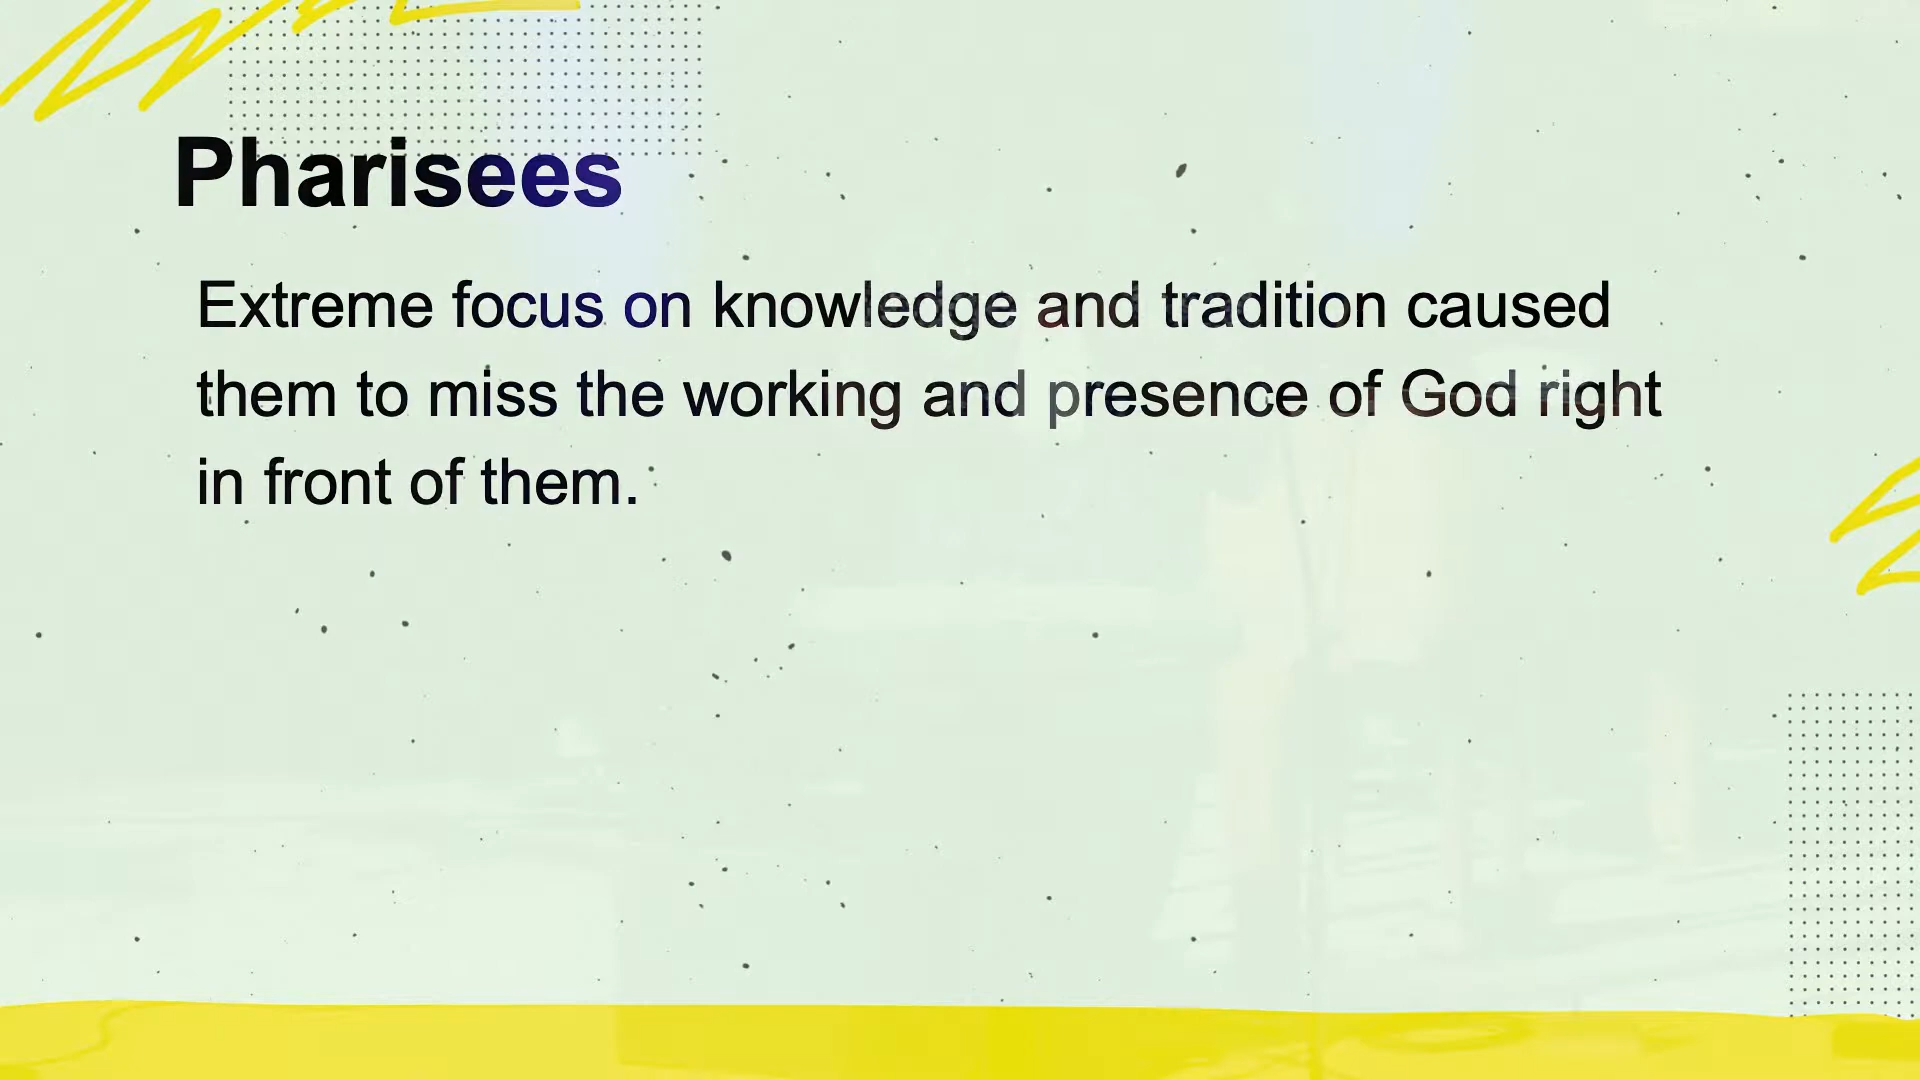 Pharisees
Extreme focus on knowledge and tradition caused
them to miss the working and presence of God right
in front of them.